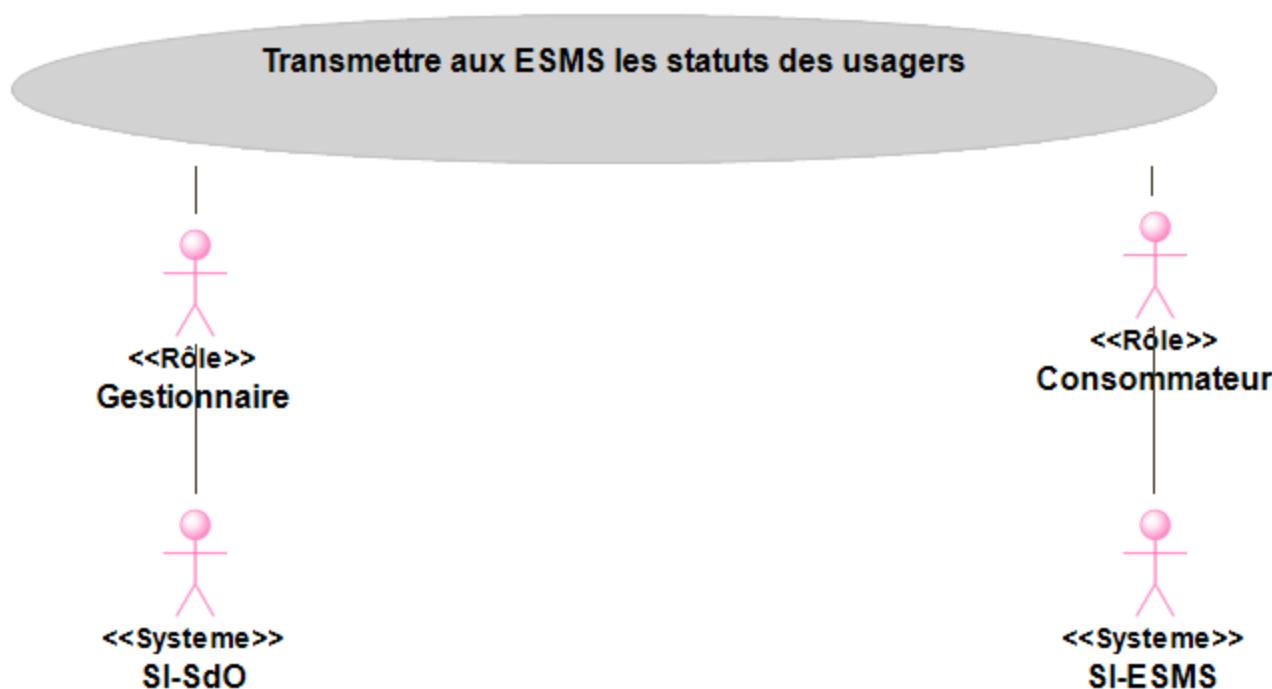 Transmettre aux ESMS les statuts des usagers
<<Rôle>>
Gestionnaire
<<Rôle>>
Consommateur
<<Systeme>>
SI-SdO
<<Systeme>>
SI-ESMS